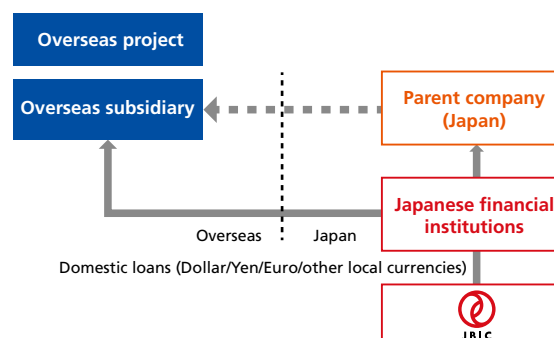 Overseas project
Overseas subsidiary
Parent company
(Japan)
Japanese financial
institutions
Overseas
Japan
Domestic loans (Dollar/Yen/Euro/other local currencies)
JBIC